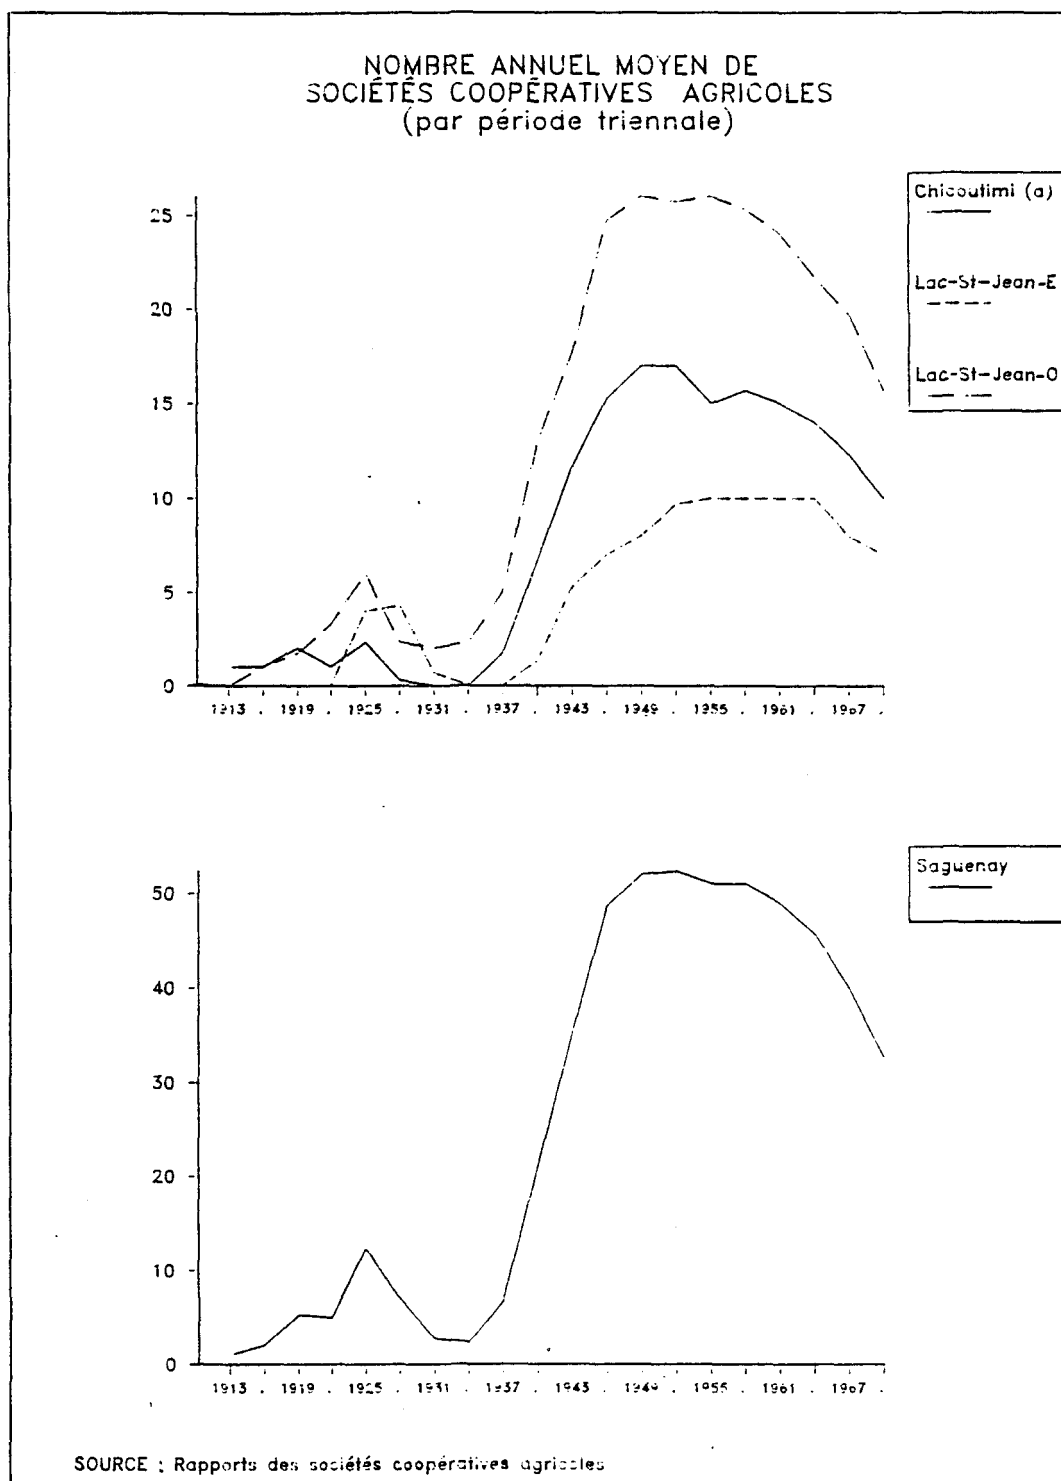 NOMBRE ANNUEL MOYEN DE
SOCIÉTÉS COOPÉRATIVES AGRICOLES
(par période triennale)
Chicoutimi (a)
Lac-St-Jean-E
Lac-St-Jean-O
25
20
15
10
5
0
1913 . 1919 . 1925 . 1931 . 1937 . 1943 . 1949 . 1955 . 1961 . 1967 .
Saguenay
50
40
30
20
10
0
1913 . 1919 . 1925 . 1931 . 1937 . 1943 . 1949 . 1955 . 1961 . 1967 .
SOURCE : Rapports des sociétés coopératives agricoles